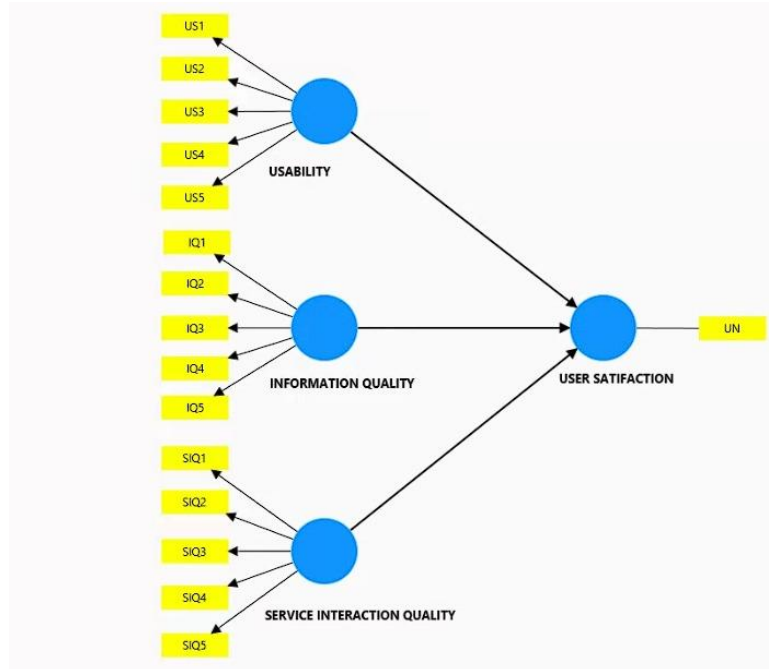 US1
US2
US3
US4
US5
USABILITY
IQ1
IQ2
IQ3
IQ4
IQ5
INFORMATION QUALITY
SIQ1
SIQ2
SIQ3
SIQ4
SIQ5
SERVICE INTERACTION QUALITY
USER SATIFACTION
UN